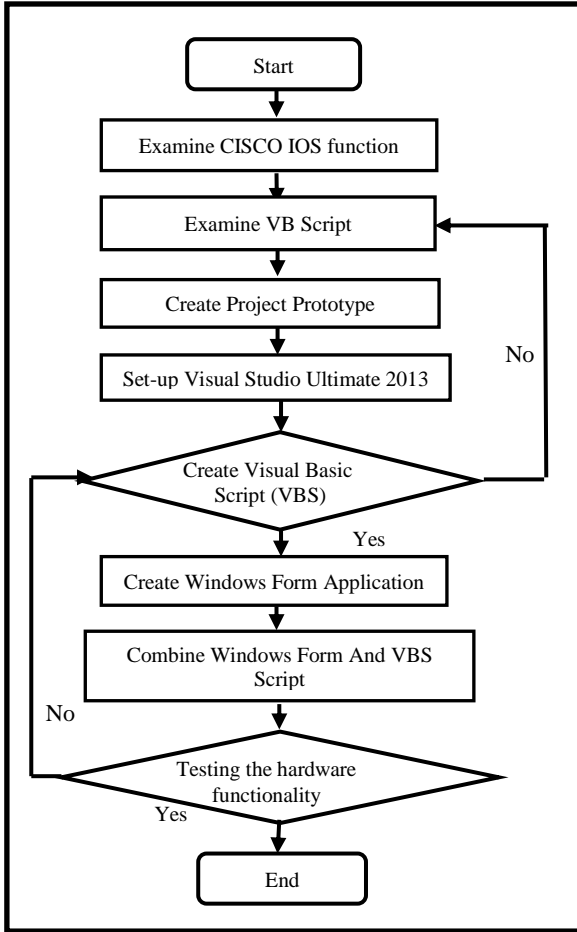 Start
Examine CISCO IOS function
Examine VB Script
Create Project Prototype
No
Set-up Visual Studio Ultimate 2013
Create Visual Basic
Script (VBS)
Yes
Create Windows Form Application
Combine Windows Form And VBS
Script
No
Testing the hardware
functionality
Yes
End